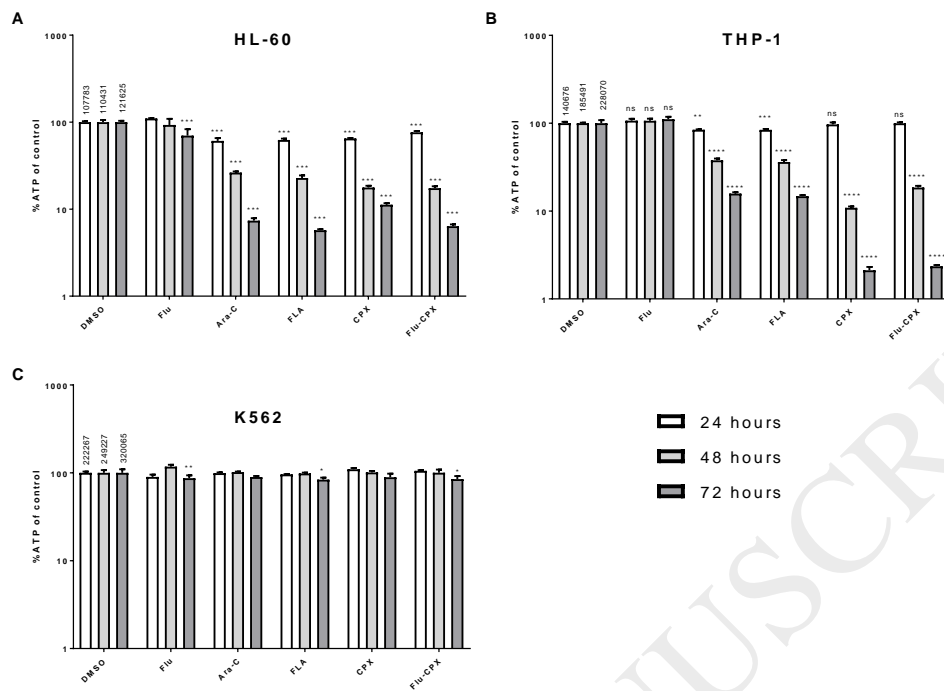 A
HL-60
1000
100
10
1
%ATP of control
107783
110431
121625
***
***
***
***
***
***
***
***
***
***
***
***
***
DMSO
Flu
Ara-C
FLA
CPX
Flu-CPX
B
THP-1
1000
100
10
1
%ATP of control
140676
185491
228070
ns
ns
ns
**
****
****
***
****
****
ns
****
****
ns
****
****
DMSO
Flu
Ara-C
FLA
CPX
Flu-CPX
C
K562
1000
100
10
1
%ATP of control
222267
249227
320065
**
*
*
DMSO
Flu
Ara-C
FLA
CPX
Flu-CPX
24 hours
48 hours
72 hours
NUSCRI